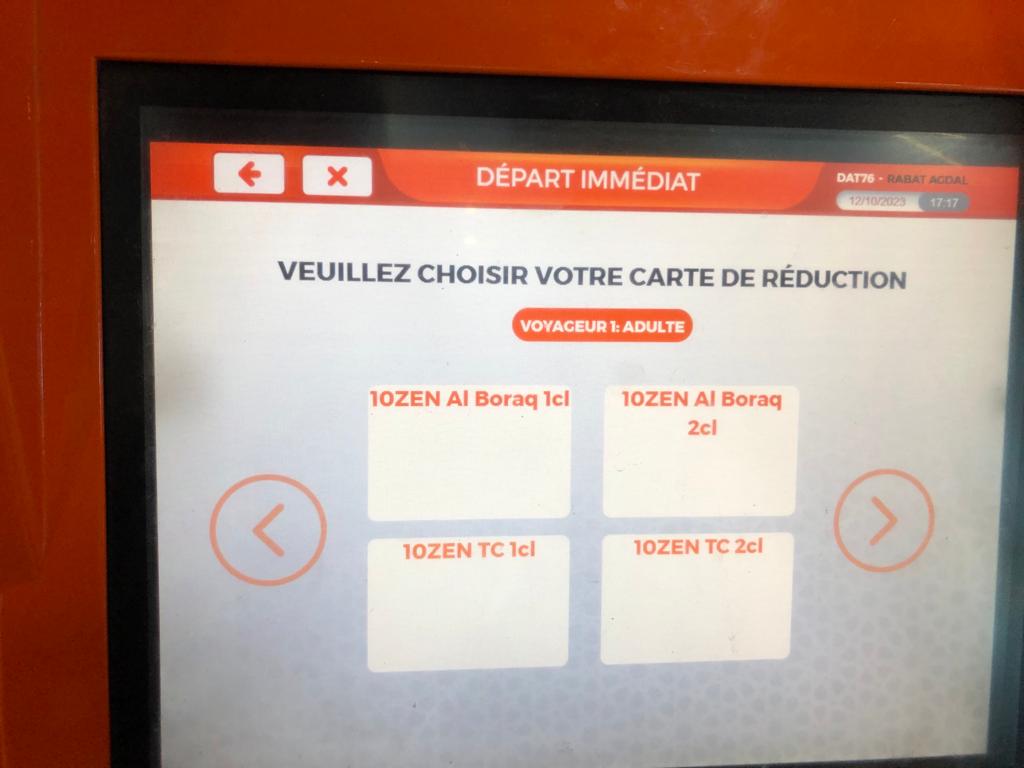 DÉPART IMMÉDIAT
DAT76 - RABAT AGDAL
12/10/2023 17:17
VEUILLEZ CHOISIR VOTRE CARTE DE RÉDUCTION
VOYAGEUR 1: ADULTE
10ZEN Al Boraq 1cl
10ZEN Al Boraq
2cl
10ZEN TC 1cl
10ZEN TC 2cl